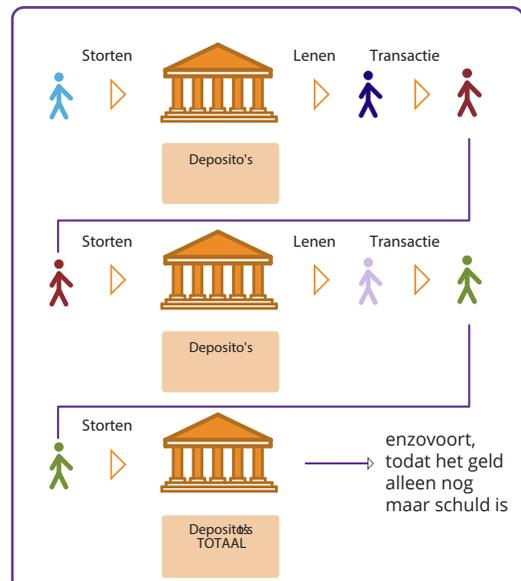 Storten Lenen Transactie
Deposito's
Storten Lenen Transactie
Deposito's
Storten
enzovoort,
todat het geld
alleen nog
maar schuld is
Deposito's
TOTAAL